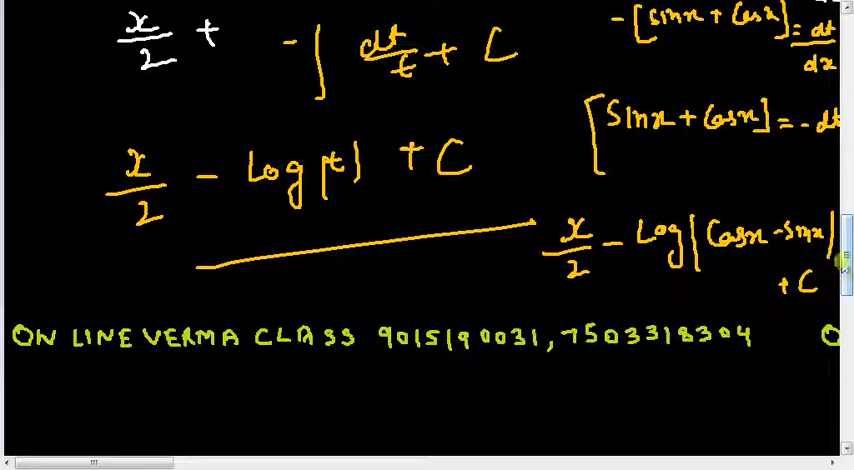 x/2 + - ∫ dt/t + C
- [Sinx + Cosx] = dt/dx
[Sinx + Cosx] = - dt
x/2 - log |t| + C
x/2 - Log |Cosx - Sinx|
+ C
ON LINE VERMA CLASS 9015190031, 7503318304